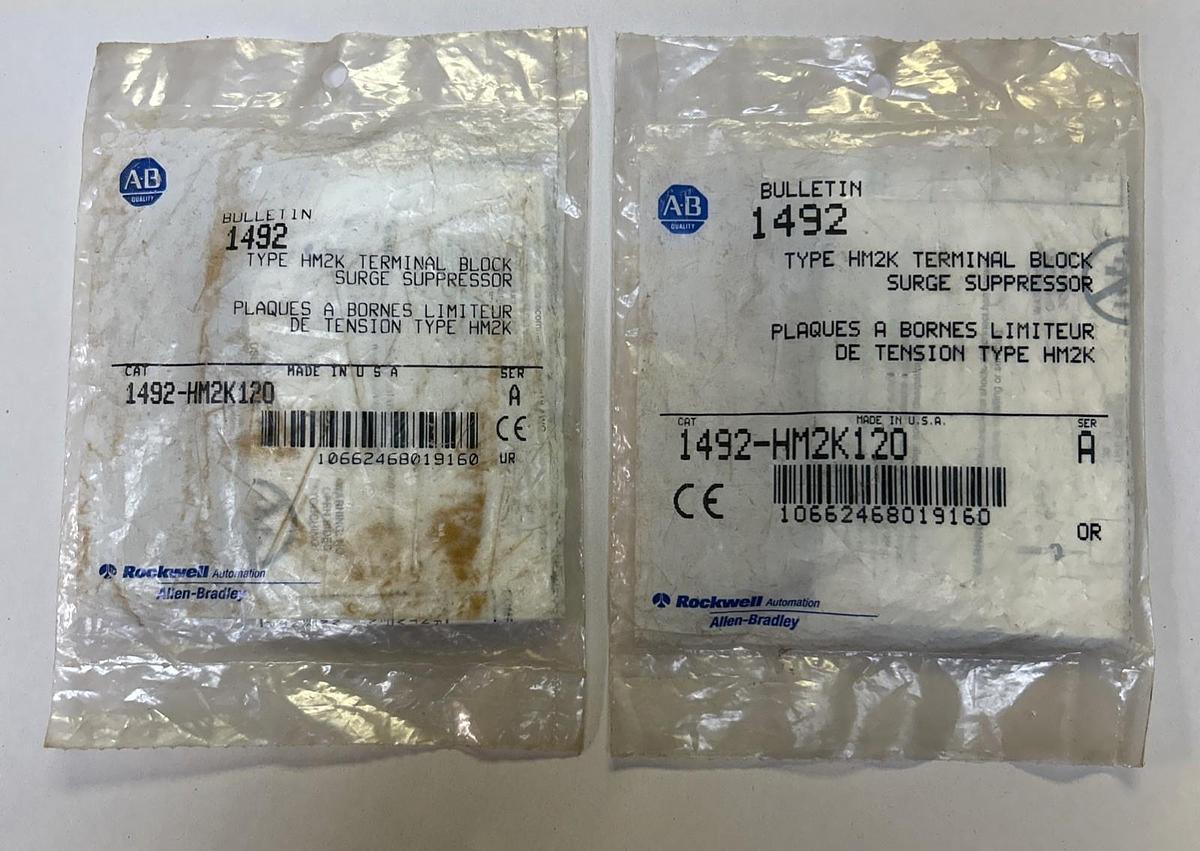 A-B
QUALITY
BULLETIN
1492
TYPE HM2K TERMINAL BLOCK
SURGE SUPPRESSOR
PLAQUES A BORNES LIMITEUR
DE TENSION TYPE HM2K
CAT
MADE IN U S A
SER
1492-HM2K120
A
CE
10662468019160
UR
Rockwell Automation
Allen-Bradley
A-B
QUALITY
BULLETIN
1492
TYPE HM2K TERMINAL BLOCK
SURGE SUPPRESSOR
PLAQUES A BORNES LIMITEUR
DE TENSION TYPE HM2K
CAT
MADE IN U.S.A.
SER
1492-HM2K120
A
CE
10662468019160
OR
Rockwell Automation
Allen-Bradley